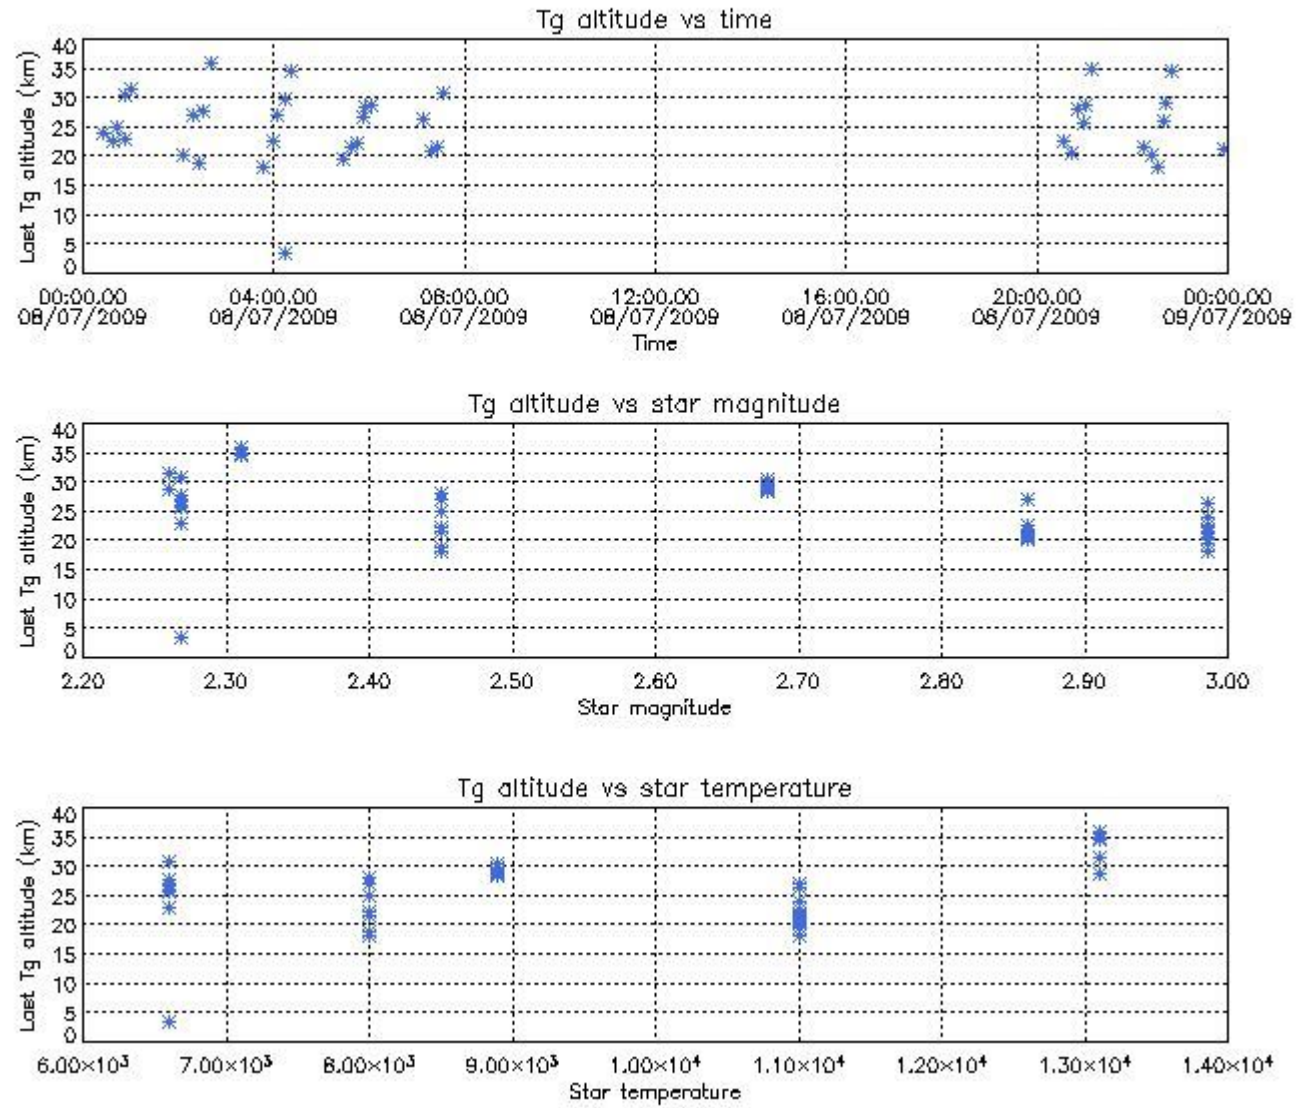 Tg altitude vs time
Last Tg altitude (km)
40
35
30
25
20
15
10
5
0
00:00.00 04:00.00 08:00.00 12:00.00 16:00.00 20:00.00 00:00.00
08/07/2009 08/07/2009 08/07/2009 08/07/2009 08/07/2009 08/07/2009 09/07/2009
Time
Tg altitude vs star magnitude
Last Tg altitude (km)
40
35
30
25
20
15
10
5
0
2.20 2.30 2.40 2.50 2.60 2.70 2.80 2.90 3.00
Star magnitude
Tg altitude vs star temperature
Last Tg altitude (km)
40
35
30
25
20
15
10
5
0
6.00×10³ 7.00×10³ 8.00×10³ 9.00×10³ 1.00×10⁴ 1.10×10⁴ 1.20×10⁴ 1.30×10⁴ 1.40×10⁴
Star temperature